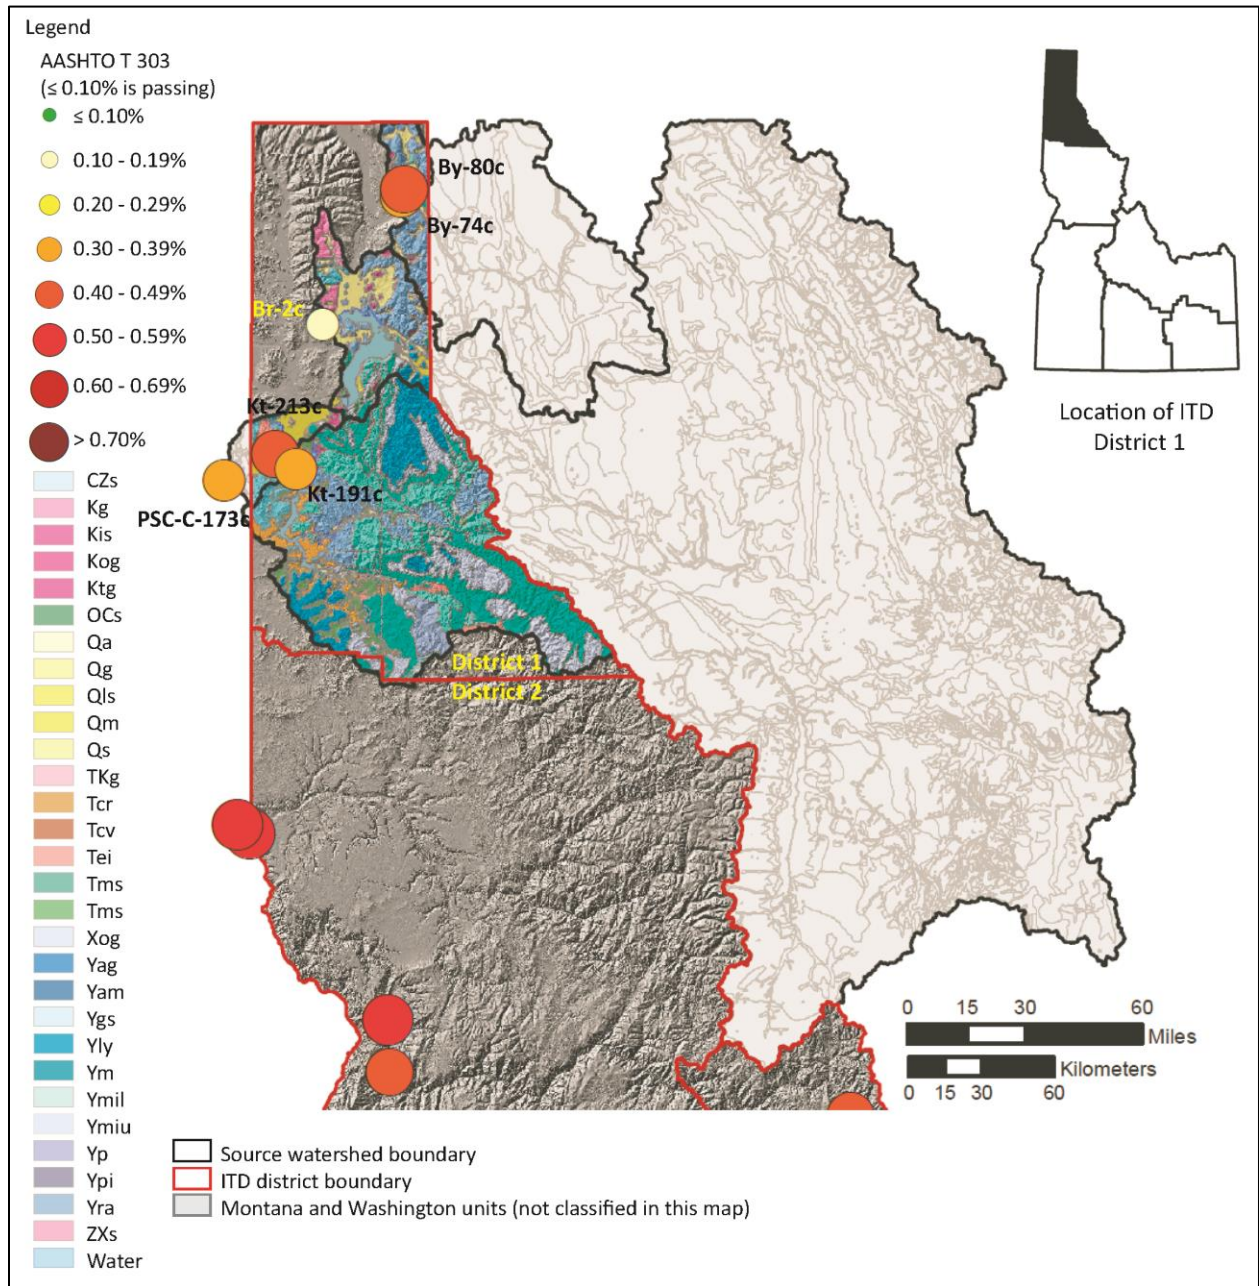 Legend
AASHTO T 303
(≤ 0.10% is passing)
≤ 0.10%
0.10 - 0.19%
0.20 - 0.29%
0.30 - 0.39%
0.40 - 0.49%
0.50 - 0.59%
0.60 - 0.69%
> 0.70%
CZs
Kg
Kis
Kog
Ktg
OCs
Qa
Qg
Qls
Qm
Qs
TKg
Tcr
Tcv
Tei
Tms
Tms
Xog
Yag
Yam
Ygs
Yly
Ym
Ymil
Ymiu
Yp
Ypi
Yra
ZXs
Water
By-80c
By-74c
Br-2c
Kt-213c
Kt-191c
PSC-C-173c
District 1
District 2
Location of ITD
District 1
0 15 30 60
Miles
Kilometers
0 15 30 60
Source watershed boundary
ITD district boundary
Montana and Washington units (not classified in this map)